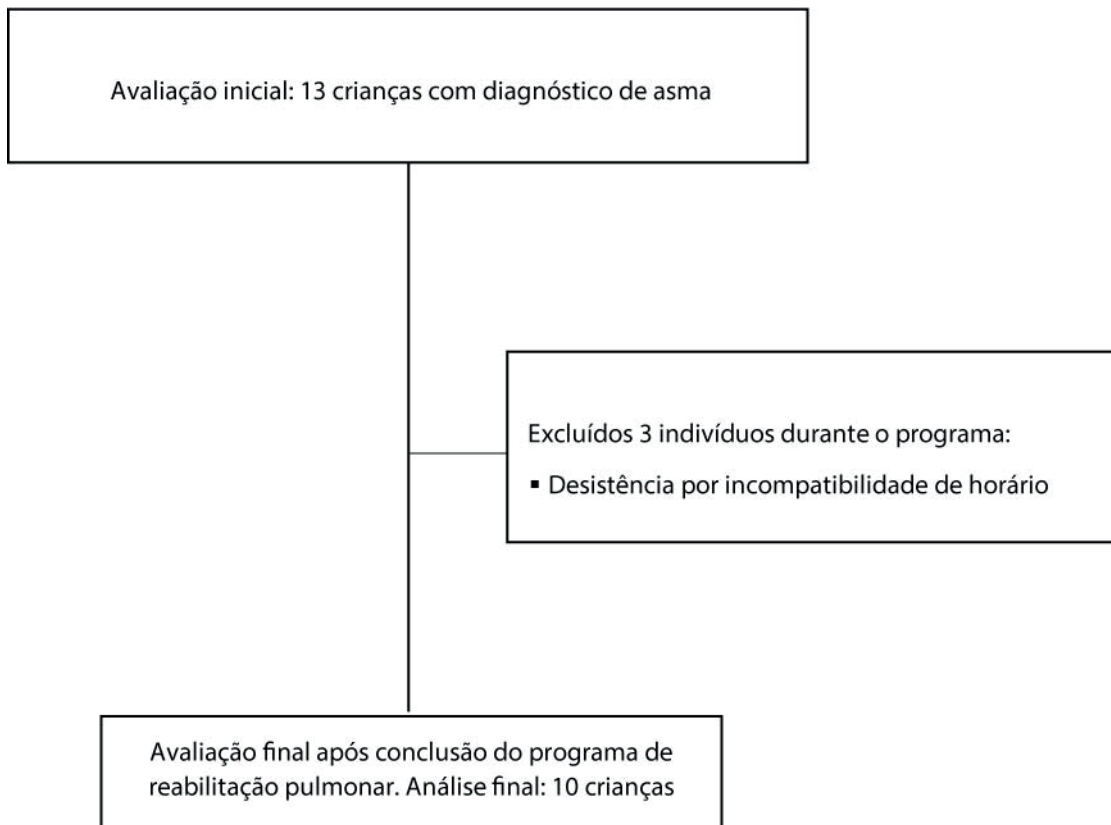 Avaliação inicial: 13 crianças com diagnóstico de asma
Excluídos 3 indivíduos durante o programa:
▪ Desistência por incompatibilidade de horário
Avaliação final após conclusão do programa de
reabilitação pulmonar. Análise final: 10 crianças